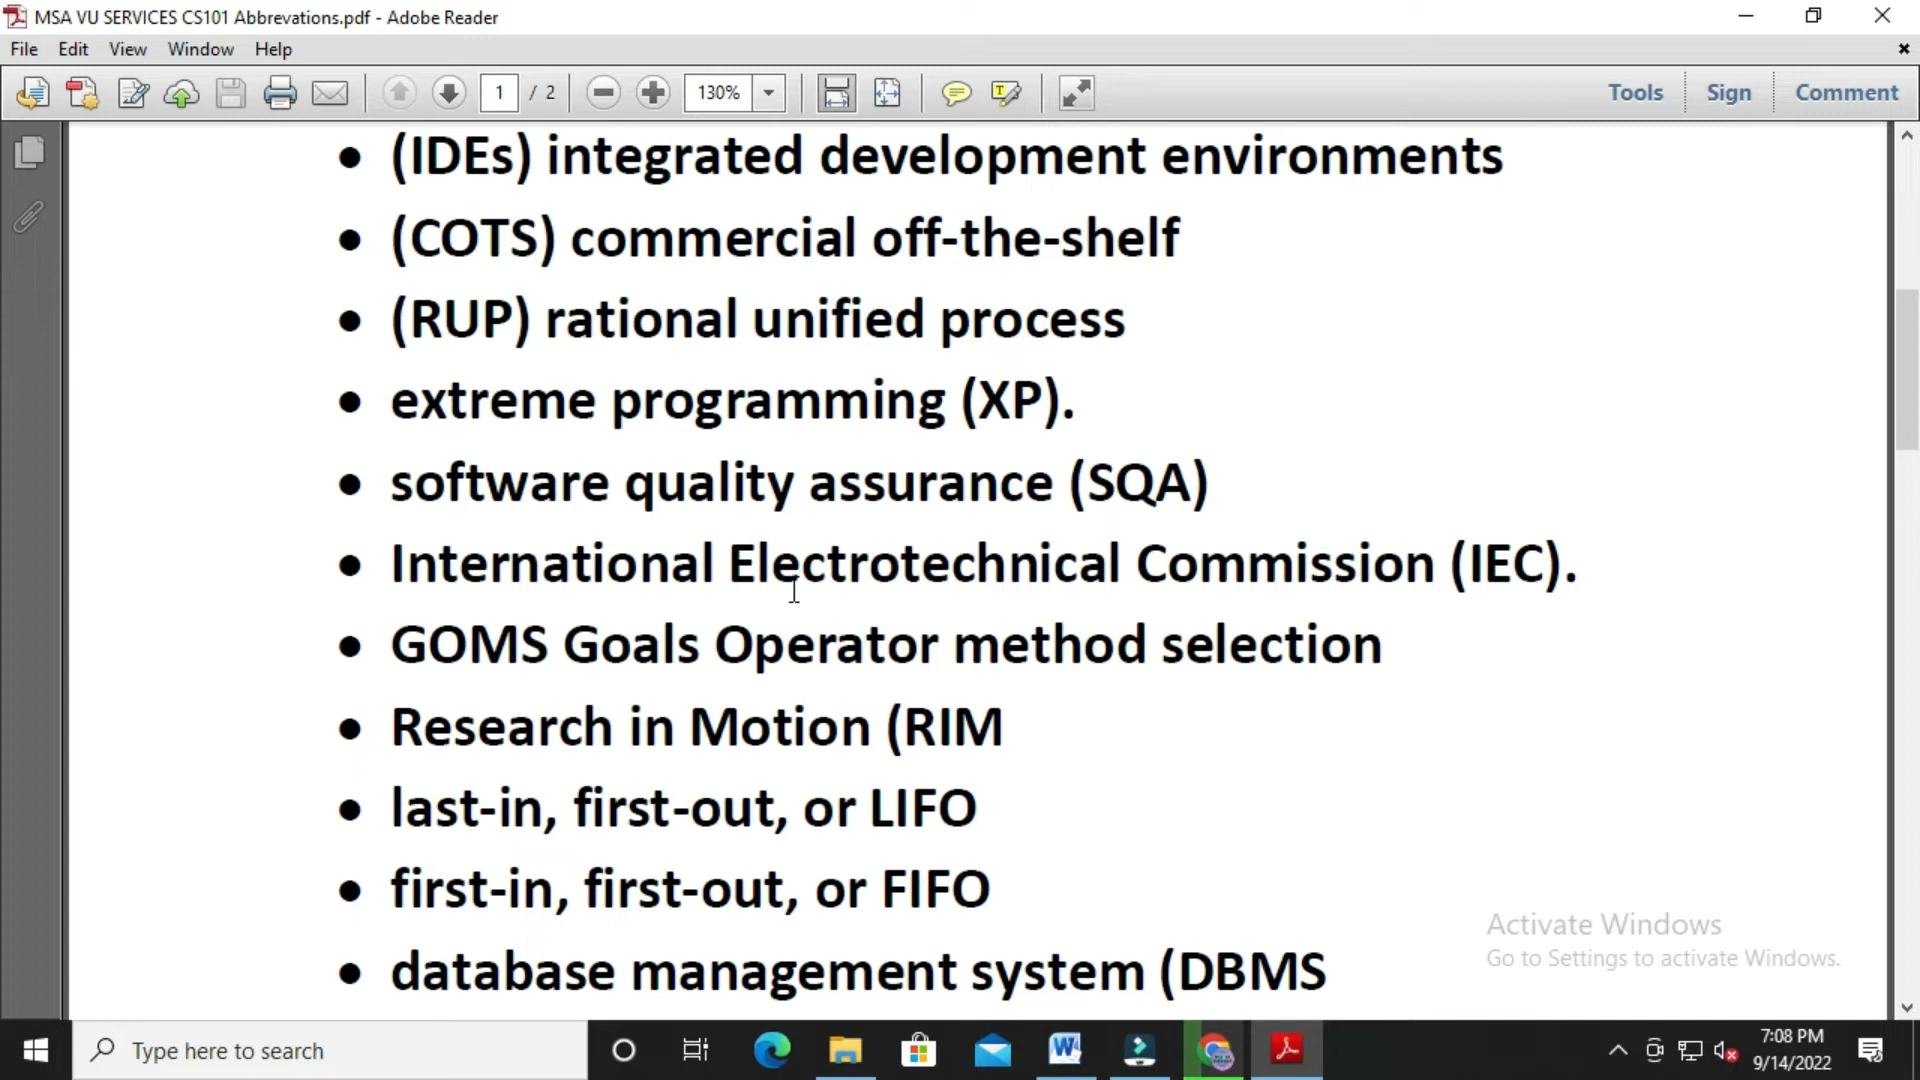 MSA VU SERVICES CS101 Abbrevations.pdf - Adobe Reader
File Edit View Window Help
1 / 2 130% Tools Sign Comment
• (IDEs) integrated development environments
• (COTS) commercial off-the-shelf
• (RUP) rational unified process
• extreme programming (XP).
• software quality assurance (SQA)
• International Electrotechnical Commission (IEC).
• GOMS Goals Operator method selection
• Research in Motion (RIM
• last-in, first-out, or LIFO
• first-in, first-out, or FIFO
• database management system (DBMS
Activate Windows
Go to Settings to activate Windows.
Type here to search
7:08 PM
9/14/2022